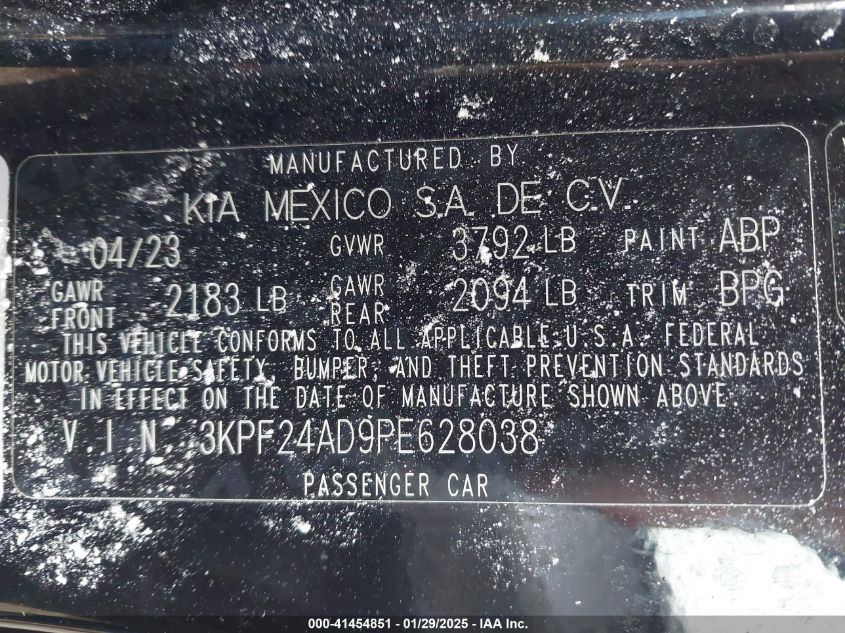 MANUFACTURED BY
KIA MEXICO S.A. DE C.V.
04/23 GVWR 3792 LB PAINT ABP
GAWR FRONT 2183 LB GAWR REAR 2094 LB TRIM BPG
THIS VEHICLE CONFORMS TO ALL APPLICABLE U.S.A. FEDERAL
MOTOR VEHICLE SAFETY, BUMPER, AND THEFT PREVENTION STANDARDS
IN EFFECT ON THE DATE OF MANUFACTURE SHOWN ABOVE.
V I N 3KPF24AD9PE628038
PASSENGER CAR
000-41454851 | 01/29/2025 - IAA Inc.